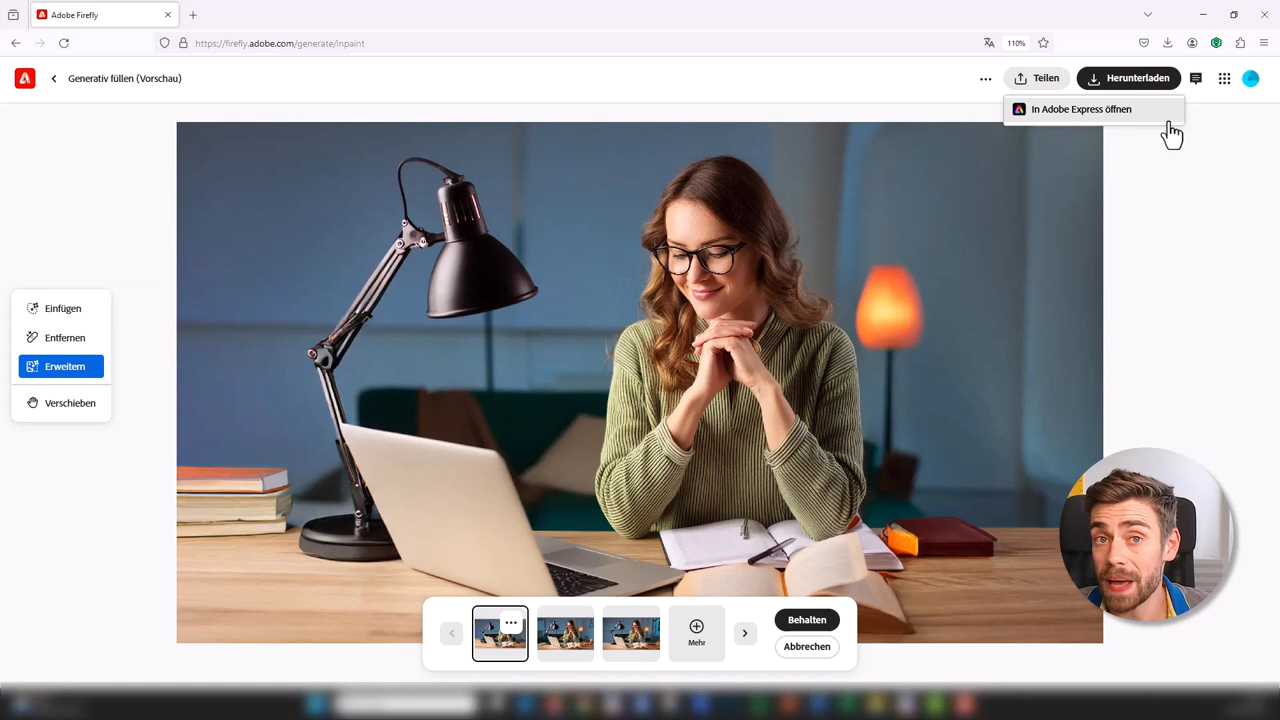 Adobe Firefly
https://firefly.adobe.com/generate/inpaint
110%
Generativ füllen (Vorschau)
Teilen
Herunterladen
In Adobe Express öffnen
Einfügen
Entfernen
Erweitern
Verschieben
Mehr
Behalten
Abbrechen